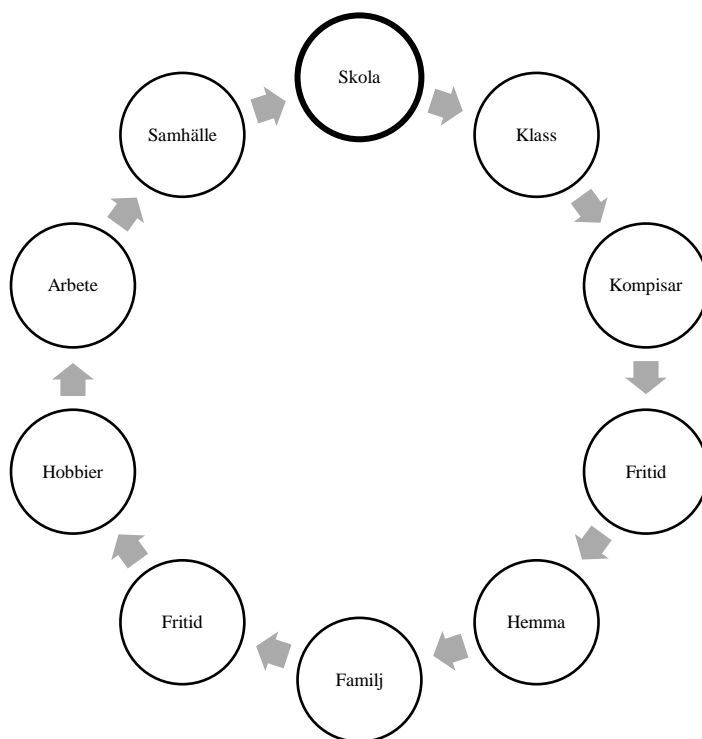 Skola
Klass
Kompisar
Fritid
Hemma
Familj
Fritid
Hobbier
Arbete
Samhälle